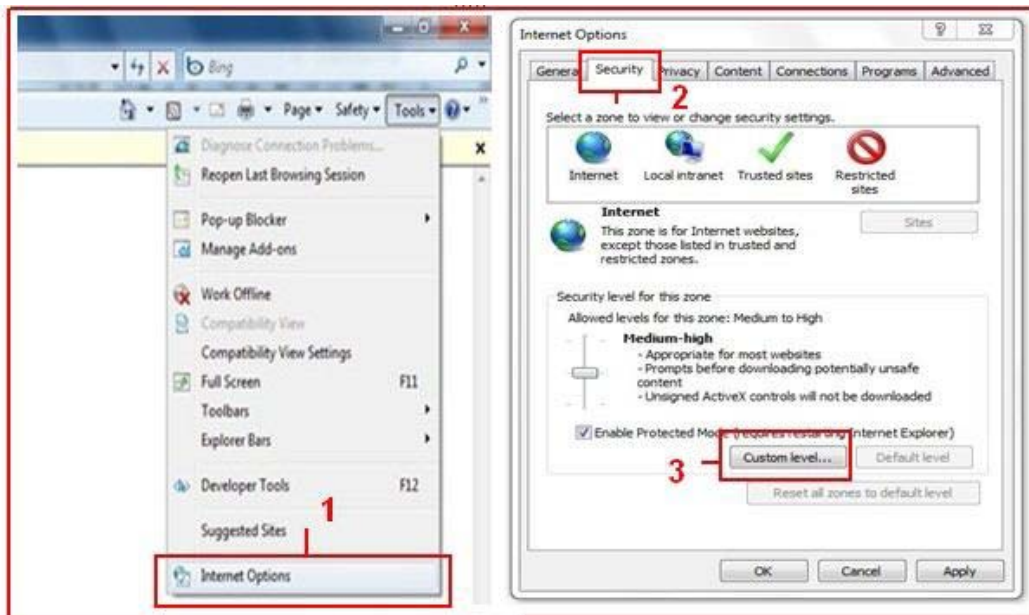 Bing
Page Safety Tools
Diagnose Connection Problems...
Reopen Last Browsing Session
Pop-up Blocker
Manage Add-ons
Work Offline
Compatibility View
Compatibility View Settings
Full Screen F11
Toolbars
Explorer Bars
Developer Tools F12
1
Suggested Sites
Internet Options
Internet Options
General Security Privacy Content Connections Programs Advanced
2
Select a zone to view or change security settings.
Internet Local intranet Trusted sites Restricted
sites
Internet
Sites
This zone is for Internet websites,
except those listed in trusted and
restricted zones.
Security level for this zone
Allowed levels for this zone: Medium to High
Medium-high
- Appropriate for most websites
- Prompts before downloading potentially unsafe
content
- Unsigned ActiveX controls will not be downloaded
Enable Protected Mode (requires restarting Internet Explorer)
3
Custom level... Default level
Reset all zones to default level
OK Cancel Apply